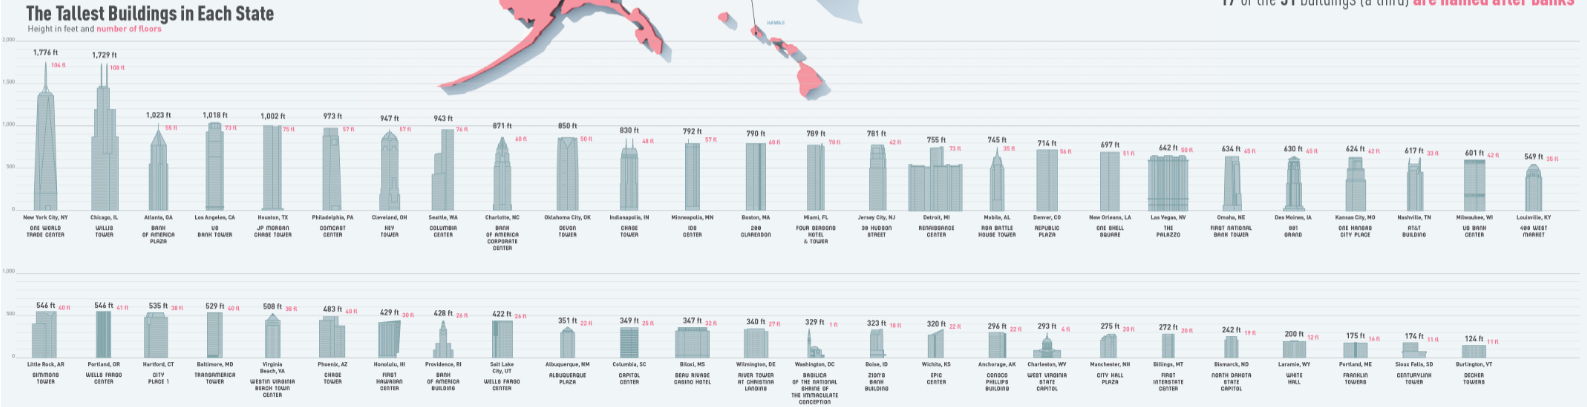 17 of the 51 buildings (a third) are named after banks
The Tallest Buildings in Each State
Height in feet and number of floors
HAWAII
2,000
1,500
1,000
500
0
1,776 ft
104 fl
New York City, NY
ONE WORLD
TRADE CENTER
1,729 ft
108 fl
Chicago, IL
WILLIS
TOWER
1,023 ft
55 fl
Atlanta, GA
BANK
OF AMERICA
PLAZA
1,018 ft
73 fl
Los Angeles, CA
US
BANK TOWER
1,002 ft
75 fl
Houston, TX
JP MORGAN
CHASE TOWER
973 ft
57 fl
Philadelphia, PA
COMCAST
CENTER
947 ft
57 fl
Cleveland, OH
KEY
TOWER
943 ft
76 fl
Seattle, WA
COLUMBIA
CENTER
871 ft
60 fl
Charlotte, NC
BANK
OF AMERICA
CORPORATE
CENTER
850 ft
50 fl
Oklahoma City, OK
DEVON
TOWER
830 ft
48 fl
Indianapolis, IN
CHASE
TOWER
792 ft
57 fl
Minneapolis, MN
IDS
CENTER
790 ft
60 fl
Boston, MA
200
CLARENDON
789 ft
70 fl
Miami, FL
FOUR SEASONS
HOTEL
& TOWER
781 ft
42 fl
Jersey City, NJ
30 HUDSON
STREET
755 ft
73 fl
Detroit, MI
RENAISSANCE
CENTER
745 ft
35 fl
Mobile, AL
RSA BATTLE
HOUSE TOWER
714 ft
56 fl
Denver, CO
REPUBLIC
PLAZA
697 ft
51 fl
New Orleans, LA
ONE SHELL
SQUARE
642 ft
50 fl
Las Vegas, NV
THE
PALAZZO
634 ft
45 fl
Omaha, NE
FIRST NATIONAL
BANK TOWER
630 ft
45 fl
Des Moines, IA
801
GRAND
624 ft
42 fl
Kansas City, MO
ONE KANSAS
CITY PLACE
617 ft
33 fl
Nashville, TN
AT&T
BUILDING
601 ft
42 fl
Milwaukee, WI
US BANK
CENTER
549 ft
35 fl
Louisville, KY
400 WEST
MARKET
1,000
500
0
546 ft
40 fl
Little Rock, AR
SIMMONS
TOWER
546 ft
41 fl
Portland, OR
WELLS FARGO
CENTER
535 ft
38 fl
Hartford, CT
CITY
PLACE 1
529 ft
40 fl
Baltimore, MD
TRANSAMERICA
TOWER
508 ft
38 fl
Virginia
Beach, VA
WESTIN VIRGINIA
BEACH TOWN
CENTER
483 ft
40 fl
Phoenix, AZ
CHASE
TOWER
429 ft
30 fl
Honolulu, HI
FIRST
HAWAIIAN
CENTER
428 ft
26 fl
Providence, RI
BANK
OF AMERICA
BUILDING
422 ft
26 fl
Salt Lake
City, UT
WELLS FARGO
CENTER
351 ft
22 fl
Albuquerque, NM
ALBUQUERQUE
PLAZA
349 ft
25 fl
Columbia, SC
CAPITOL
CENTER
347 ft
32 fl
Biloxi, MS
BEAU RIVAGE
CASINO HOTEL
340 ft
27 fl
Wilmington, DE
RIVER TOWER
AT CHRISTINA
LANDING
329 ft
1 fl
Washington, DC
BASILICA
OF THE NATIONAL
SHRINE OF
THE IMMACULATE
CONCEPTION
323 ft
18 fl
Boise, ID
ZION'S
BANK
BUILDING
320 ft
22 fl
Wichita, KS
EPIC
CENTER
296 ft
22 fl
Anchorage, AK
CONOCO
PHILLIPS
BUILDING
293 ft
4 fl
Charleston, WV
WEST VIRGINIA
STATE
CAPITOL
275 ft
20 fl
Manchester, NH
CITY HALL
PLAZA
272 ft
20 fl
Billings, MT
FIRST
INTERSTATE
CENTER
242 ft
19 fl
Bismarck, ND
NORTH DAKOTA
STATE
CAPITOL
200 ft
12 fl
Laramie, WY
WHITE
HALL
175 ft
16 fl
Portland, ME
FRANKLIN
TOWERS
174 ft
11 fl
Sioux Falls, SD
CENTURYLINK
TOWER
124 ft
11 fl
Burlington, VT
DECKER
TOWERS